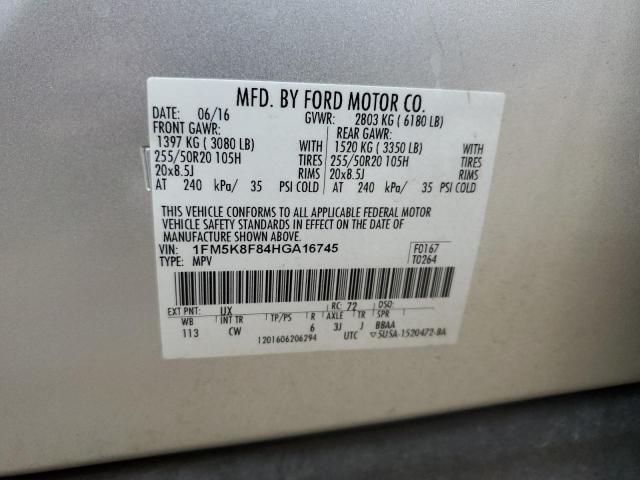 MFD. BY FORD MOTOR CO.
DATE: 06/16 GVWR: 2803 KG ( 6180 LB)
FRONT GAWR: REAR GAWR:
1397 KG ( 3080 LB) 1520 KG ( 3350 LB)
255/50R20 105H TIRES 255/50R20 105H TIRES
20x8.5J RIMS 20x8.5J RIMS
AT 240 kPa/ 35 PSI COLD AT 240 kPa/ 35 PSI COLD
THIS VEHICLE CONFORMS TO ALL APPLICABLE FEDERAL MOTOR
VEHICLE SAFETY STANDARDS IN EFFECT ON THE DATE OF
MANUFACTURE SHOWN ABOVE.
VIN: 1FM5K8F84HGA16745 F0167
TYPE: MPV T0264
EXT PNT: UX RC: 72 DSO:
WB INT TR TP/PS R AXLE TR SPR
113 CW 6 3J J BBAA
1201606206294 UTC ▽5USA-1520472-BA